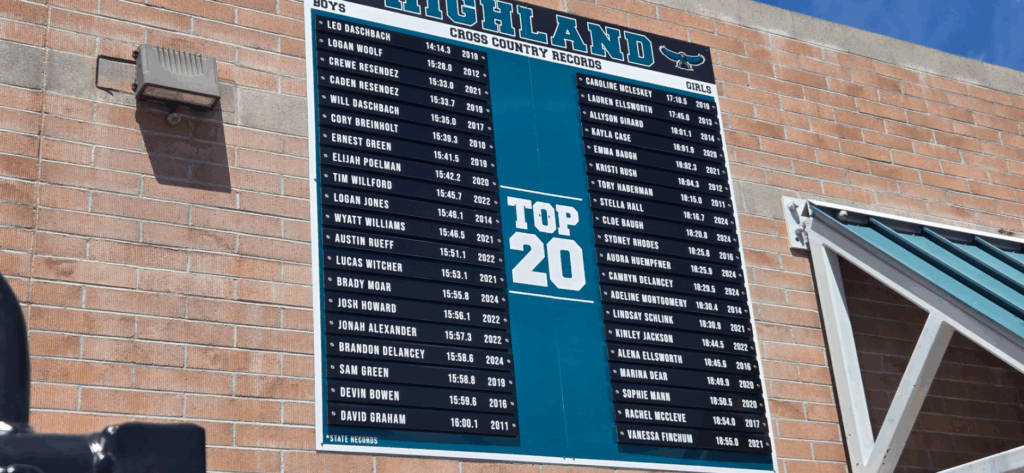 HIGHLAND
CROSS COUNTRY RECORDS
BOYS
LEO DASCHBACH 14:14.3 2019
LOGAN WOOLF 15:28.0 2012
CREWE RESENDEZ 15:33.0 2021
CADEN RESENDEZ 15:33.7 2019
WILL DASCHBACH 15:35.0 2017
CORY BREINHOLT 15:39.3 2010
ERNEST GREEN 15:41.5 2019
ELIJAH POELMAN 15:42.2 2020
TIM WILLFORD 15:45.7 2022
LOGAN JONES 15:46.1 2014
WYATT WILLIAMS 15:46.5 2021
AUSTIN RUEFF 15:51.1 2022
LUCAS WITCHER 15:53.1 2021
BRADY MOAR 15:55.8 2024
JOSH HOWARD 15:56.1 2022
JONAH ALEXANDER 15:57.3 2022
BRANDON DELANCEY 15:58.6 2024
SAM GREEN 15:58.8 2019
DEVIN BOWEN 15:59.6 2016
DAVID GRAHAM 16:00.1 2011
*STATE RECORDS
TOP
20
GIRLS
CAROLINE MCLESKEY 17:18.5 2019
LAUREN ELLSWORTH 17:45.0 2013
ALLYSON GIRARD 18:01.1 2014
KAYLA CASE 18:01.9 2020
EMMA BAUGH 18:02.3 2021
KRISTI RUSH 18:04.3 2012
TORY HABERMAN 18:15.0 2011
STELLA HALL 18:16.7 2024
CLOE BAUGH 18:20.8 2024
SYDNEY RHODES 18:25.8 2016
AUDRA HUEMPFNER 18:25.9 2024
CAMRYN DELANCEY 18:29.5 2024
ADELINE MONTGOMERY 18:30.4 2014
LINDSAY SCHLINK 18:30.9 2021
KINLEY JACKSON 18:44.5 2022
ALENA ELLSWORTH 18:45.6 2016
MARINA DEAR 18:49.9 2020
SOPHIE MANN 18:50.5 2020
RACHEL MCCLEVE 18:54.0 2017
VANESSA FINCHUM 18:55.0 2021